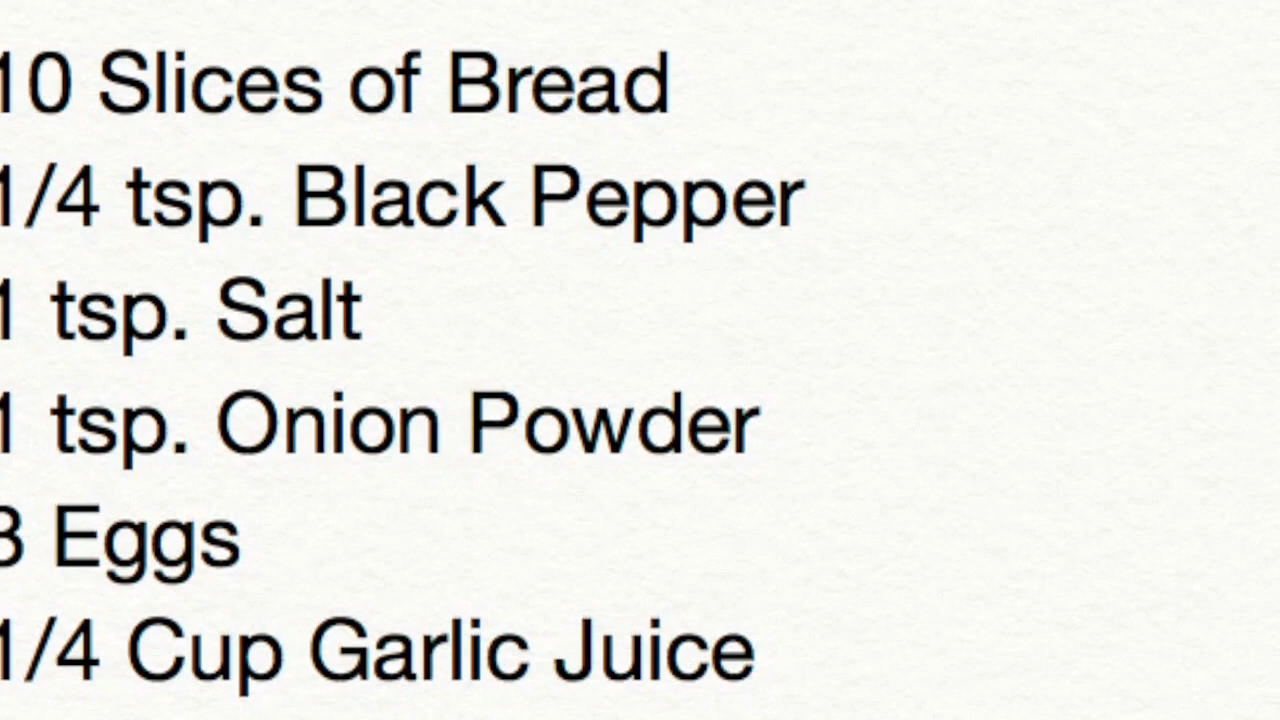 10 Slices of Bread
1/4 tsp. Black Pepper
1 tsp. Salt
1 tsp. Onion Powder
3 Eggs
1/4 Cup Garlic Juice